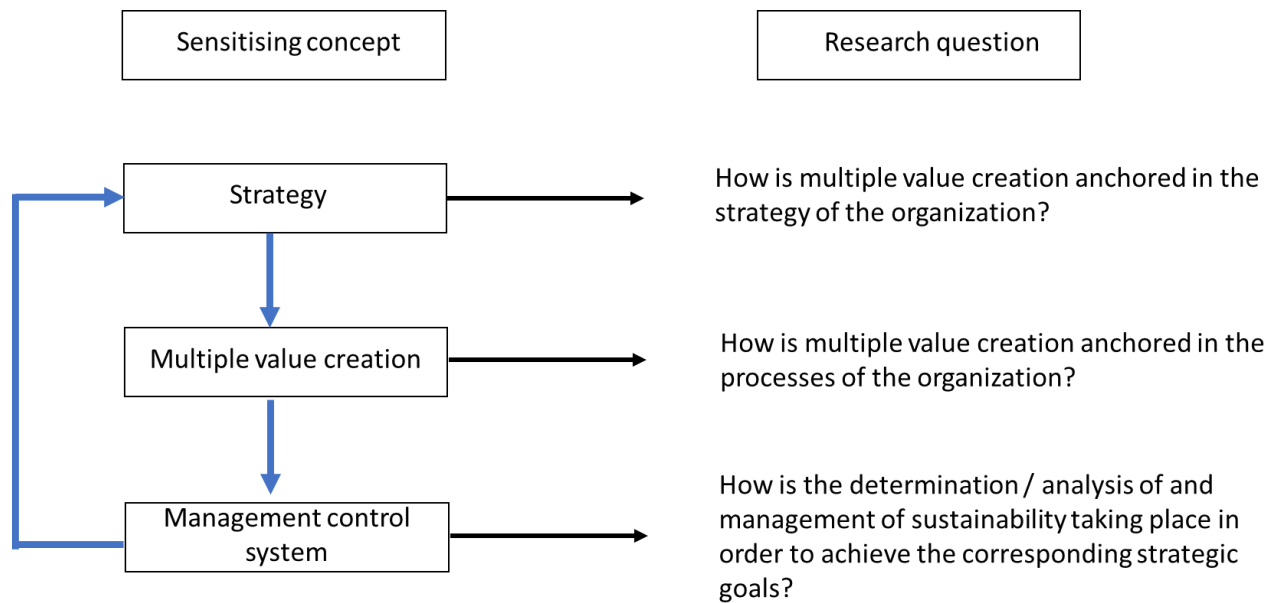 Sensitising concept
Research question
Strategy
How is multiple value creation anchored in the
strategy of the organization?
Multiple value creation
How is multiple value creation anchored in the
processes of the organization?
Management control
system
How is the determination / analysis of and
management of sustainability taking place in
order to achieve the corresponding strategic
goals?